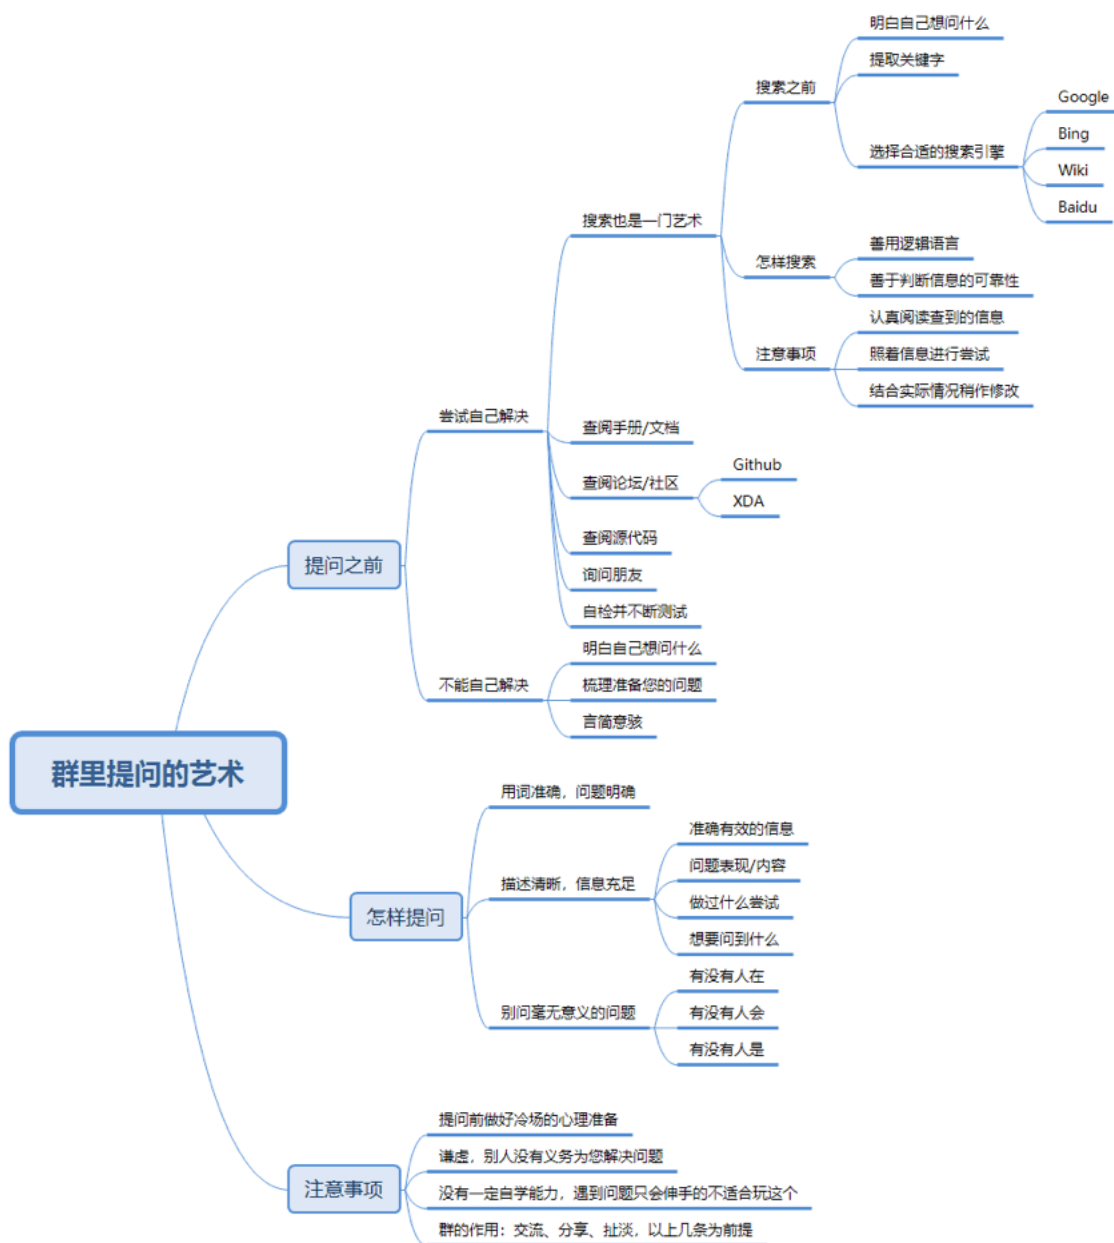 群里提问的艺术
提问之前
尝试自己解决
搜索也是一门艺术
搜索之前
明白自己想问什么
提取关键字
选择合适的搜索引擎
Google
Bing
Wiki
Baidu
怎样搜索
善用逻辑语言
善于判断信息的可靠性
注意事项
认真阅读查到的信息
照着信息进行尝试
结合实际情况稍作修改
查阅手册/文档
查阅论坛/社区
Github
XDA
查阅源代码
询问朋友
自检并不断测试
不能自己解决
明白自己想问什么
梳理准备您的问题
言简意骇
怎样提问
用词准确，问题明确
描述清晰，信息充足
准确有效的信息
问题表现/内容
做过什么尝试
想要问到什么
别问毫无意义的问题
有没有人在
有没有人会
有没有人是
注意事项
提问前做好冷场的心理准备
谦虚，别人没有义务为您解决问题
没有一定自学能力，遇到问题只会伸手的不适合玩这个
群的作用：交流、分享、扯淡，以上几条为前提